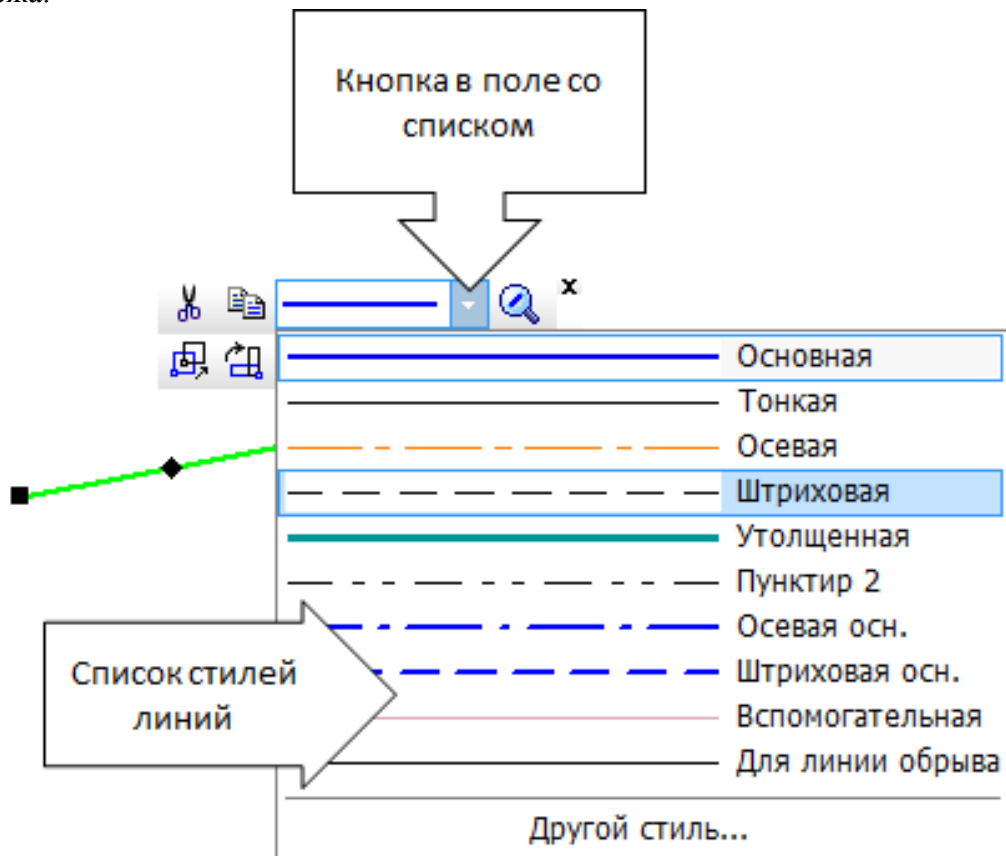 Кнопка в поле со
списком
x
Основная
Тонкая
Осевая
Штриховая
Утолщенная
Пунктир 2
Осевая осн.
Штриховая осн.
Вспомогательная
Для линии обрыва
Список стилей
линий
Другой стиль...